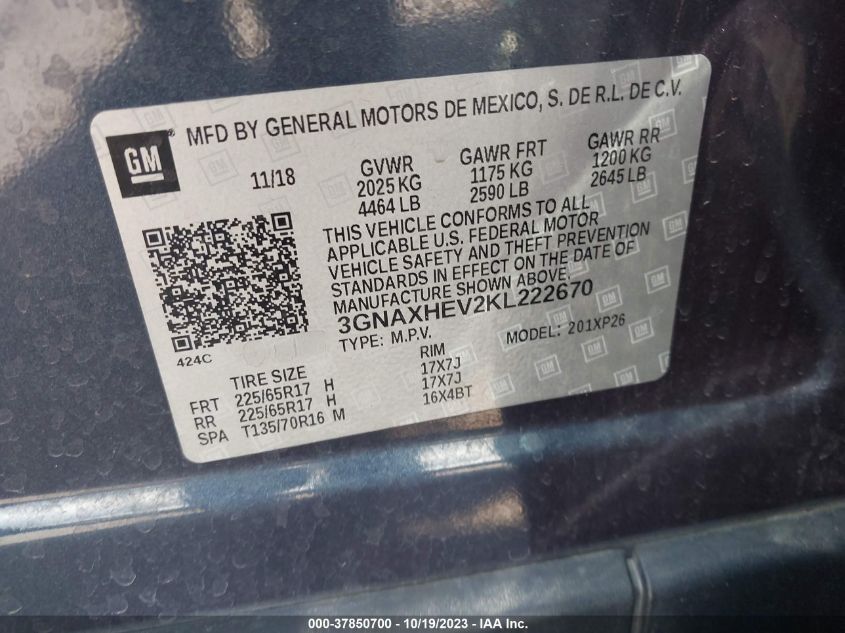 GM
MFD BY GENERAL MOTORS DE MEXICO, S. DE R.L. DE C.V.
11/18
GVWR
2025 KG
4464 LB
GAWR FRT
1175 KG
2590 LB
GAWR RR
1200 KG
2645 LB
THIS VEHICLE CONFORMS TO ALL
APPLICABLE U.S. FEDERAL MOTOR
VEHICLE SAFETY AND THEFT PREVENTION
STANDARDS IN EFFECT ON THE DATE OF
MANUFACTURE SHOWN ABOVE.
3GNAXHEV2KL222670
TYPE: M.P.V. MODEL: 201XP26
424C
TIRE SIZE RIM
FRT 225/65R17 H 17X7J
RR 225/65R17 H 17X7J
SPA T135/70R16 M 16X4BT
000-37850700 - 10/19/2023 - IAA Inc.